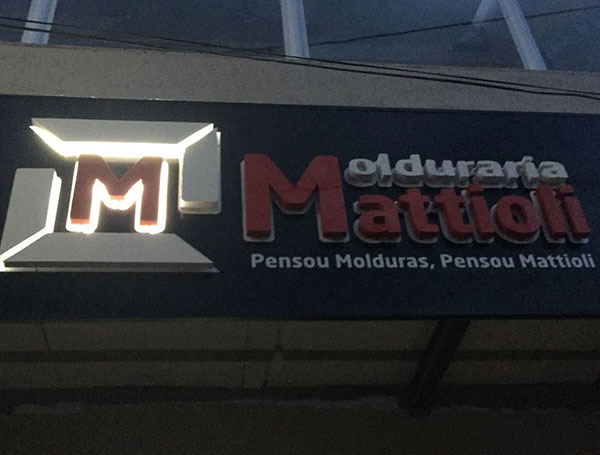 M
Molduraria
Mattioli
Pensou Molduras, Pensou Mattioli